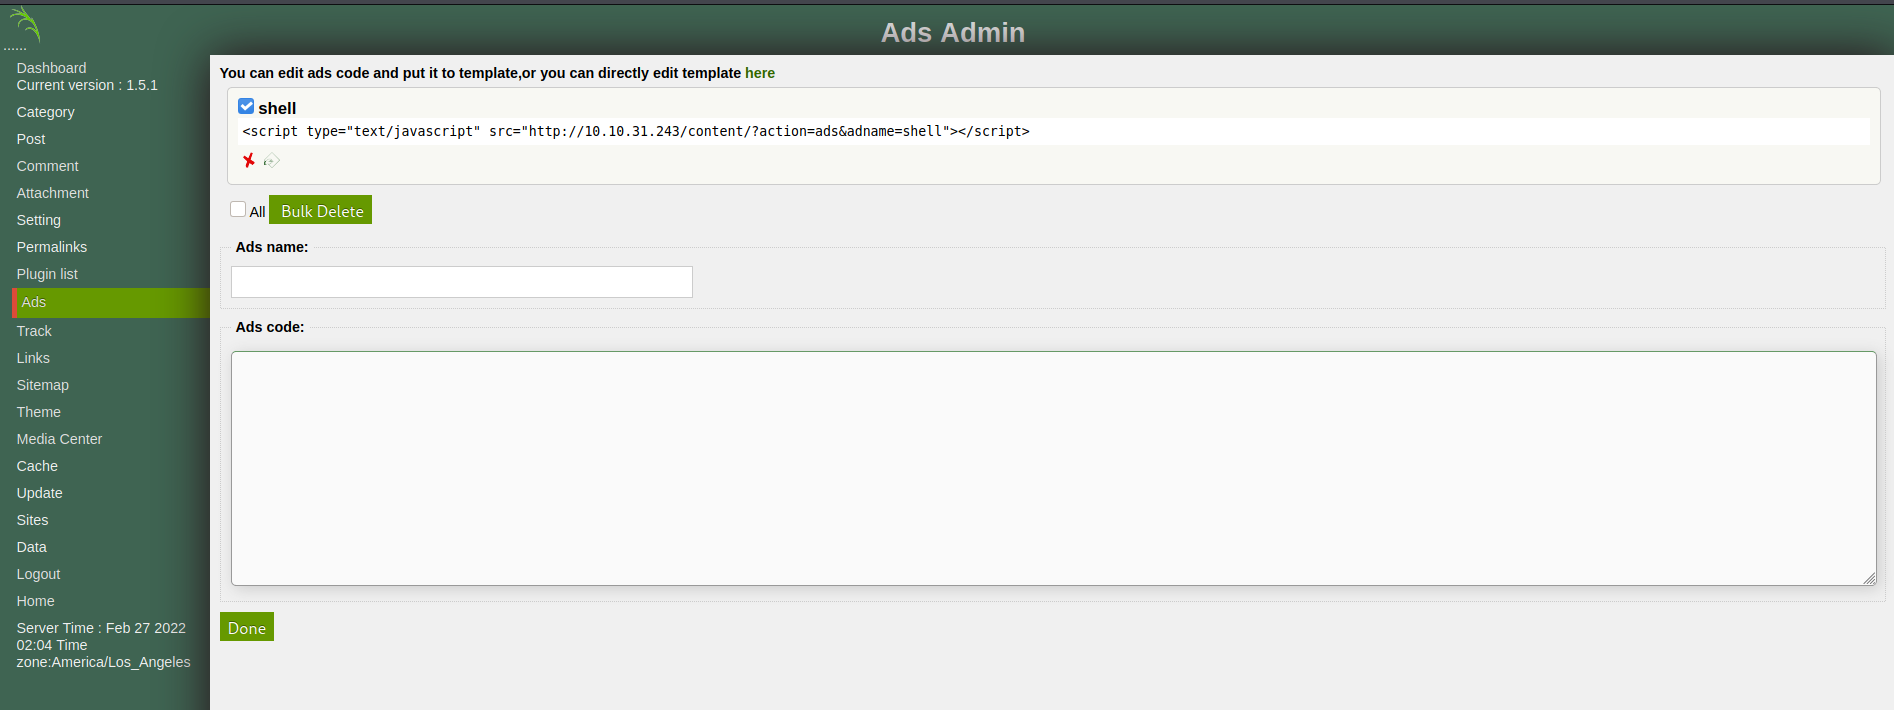 Ads Admin
......
Dashboard
Current version : 1.5.1
Category
Post
Comment
Attachment
Setting
Permalinks
Plugin list
Ads
Track
Links
Sitemap
Theme
Media Center
Cache
Update
Sites
Data
Logout
Home
Server Time : Feb 27 2022
02:04 Time
zone:America/Los_Angeles
You can edit ads code and put it to template,or you can directly edit template here
shell
<script type="text/javascript" src="http://10.10.31.243/content/?action=ads&adname=shell"></script>
All Bulk Delete
Ads name:
Ads code:
Done